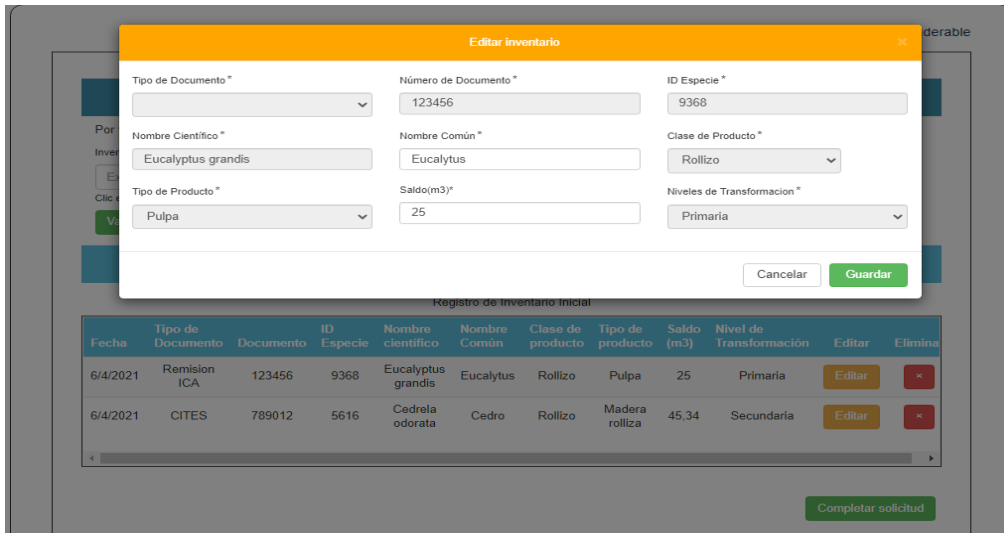 derable
Editar inventario
×
Tipo de Documento * Número de Documento * ID Especie *
123456 9368
Por
Nombre Científico * Nombre Común * Clase de Producto *
Inver
Eucalyptus grandis Eucalytus Rollizo
Ex
Tipo de Producto * Saldo(m3)* Niveles de Transformacion *
Clic e
Pulpa 25 Primaria
Va
Cancelar Guardar
Registro de Inventario Inicial
Fecha Tipo de Documento Documento ID Especie Nombre científico Nombre Común Clase de producto Tipo de producto Saldo (m3) Nivel de Transformación Editar Elimina
6/4/2021 Remision ICA 123456 9368 Eucalyptus grandis Eucalytus Rollizo Pulpa 25 Primaria Editar ×
6/4/2021 CITES 789012 5616 Cedrela odorata Cedro Rollizo Madera rolliza 45,34 Secundaria Editar ×
Completar solicitud